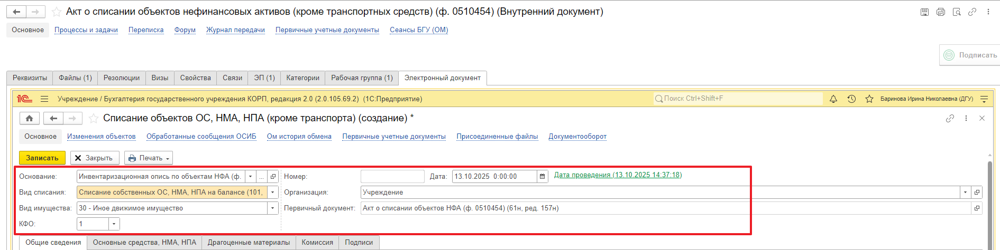 Акт о списании объектов нефинансовых активов (кроме транспортных средств) (ф. 0510454) (Внутренний документ)
Основное Процессы и задачи Переписка Форум Журнал передачи Первичные учетные документы Сеансы БГУ (ОМ)
Подписать
Реквизиты Файлы (1) Резолюции Визы Свойства Связи ЭП (1) Категории Рабочая группа (1) Электронный документ
1С Учреждение / Бухгалтерия государственного учреждения КОРП, редакция 2.0 (2.0.105.69.2) (1С:Предприятие) Поиск Ctrl+Shift+F Баринова Ирина Николаевна (ДГУ)
Списание объектов ОС, НМА, НПА (кроме транспорта) (создание) *
Основное Изменения объектов Обработанные сообщения ОСИБ Ом история обмена Первичные учетные документы Присоединенные файлы Документооборот
Записать Закрыть Печать
Основание: Инвентаризационная опись по объектам НФА (ф. ... Номер: Дата: 13.10.2025 0:00:00 Дата проведения (13.10.2025 14:37:18)
Вид списания: Списание собственных ОС, НМА, НПА на балансе (101, Организация: Учреждение
Вид имущества: 30 - Иное движимое имущество Первичный документ: Акт о списании объектов НФА (ф. 0510454) (61н, ред. 157н)
КФО: 1
Общие сведения Основные средства, НМА, НПА Драгоценные материалы Комиссия Подписи